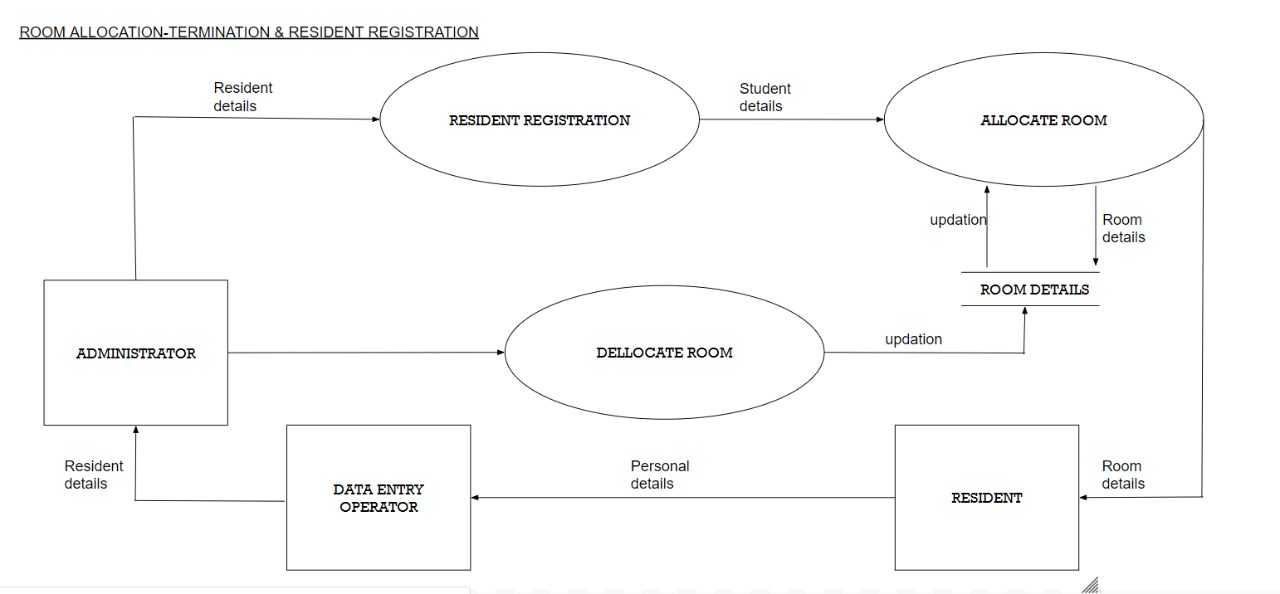 ROOM ALLOCATION-TERMINATION & RESIDENT REGISTRATION
Resident
details
RESIDENT REGISTRATION
Student
details
ALLOCATE ROOM
updation
Room
details
ROOM DETAILS
ADMINISTRATOR
DELLOCATE ROOM
updation
Resident
details
DATA ENTRY
OPERATOR
Personal
details
RESIDENT
Room
details